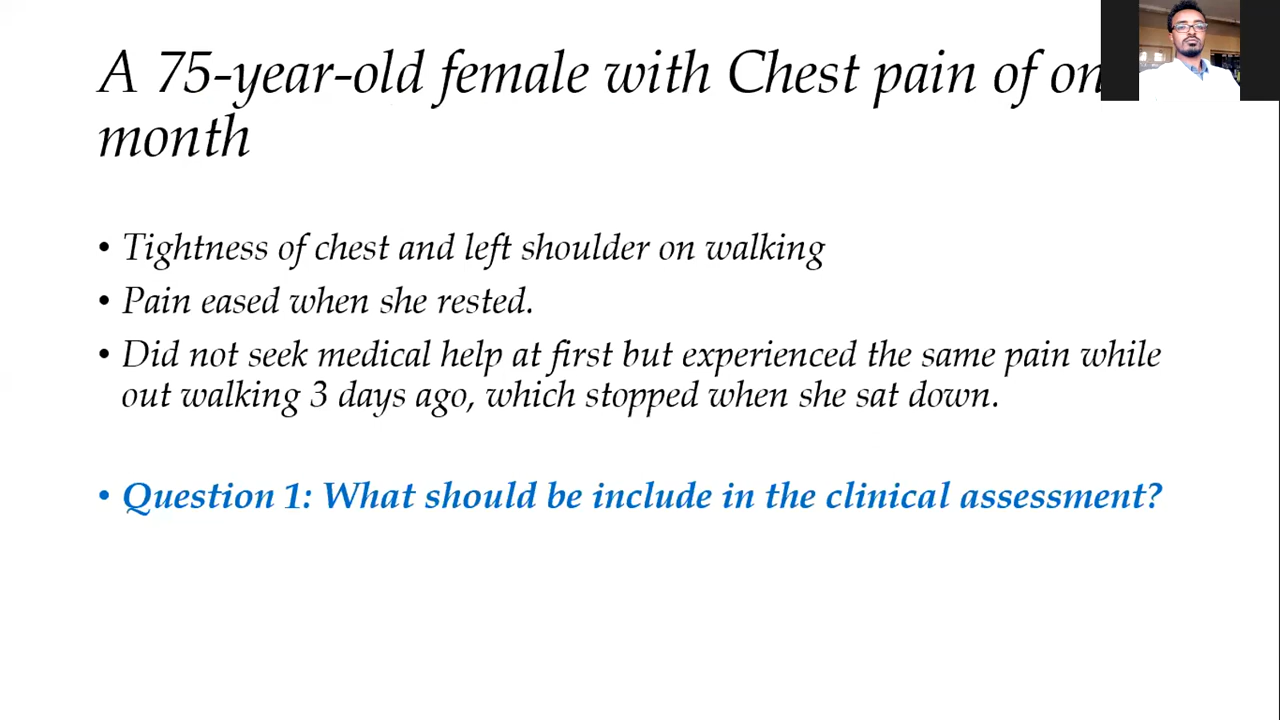 A 75-year-old female with Chest pain of
month
• Tightness of chest and left shoulder on walking
• Pain eased when she rested.
• Did not seek medical help at first but experienced the same pain while
out walking 3 days ago, which stopped when she sat down.
• Question 1: What should be include in the clinical assessment?